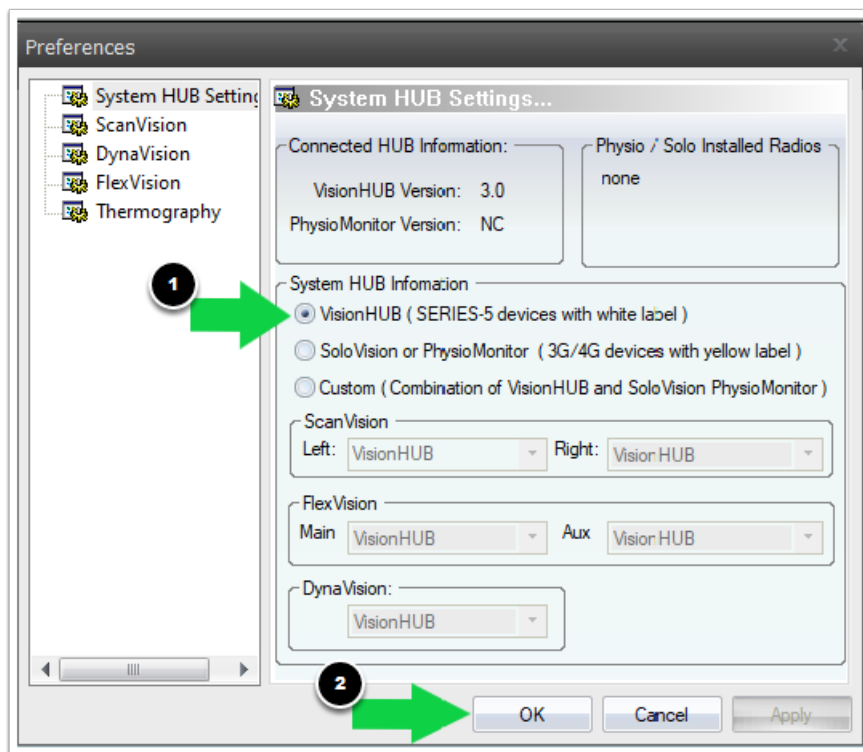 Preferences
System HUB Setting
ScanVision
DynaVision
FlexVision
Thermography
System HUB Settings...
Connected HUB Information:
VisionHUB Version: 3.0
PhysioMonitor Version: NC
Physio / Solo Installed Radios
none
1
System HUB Infomation
VisionHUB ( SERIES-5 devices with white label )
SoloVision or PhysioMonitor ( 3G/4G devices with yellow label )
Custom ( Combination of VisionHUB and SoloVision PhysioMonitor )
ScanVision
Left: VisionHUB Right: VisionHUB
FlexVision
Main VisionHUB Aux VisionHUB
DynaVision:
VisionHUB
2
OK Cancel Apply